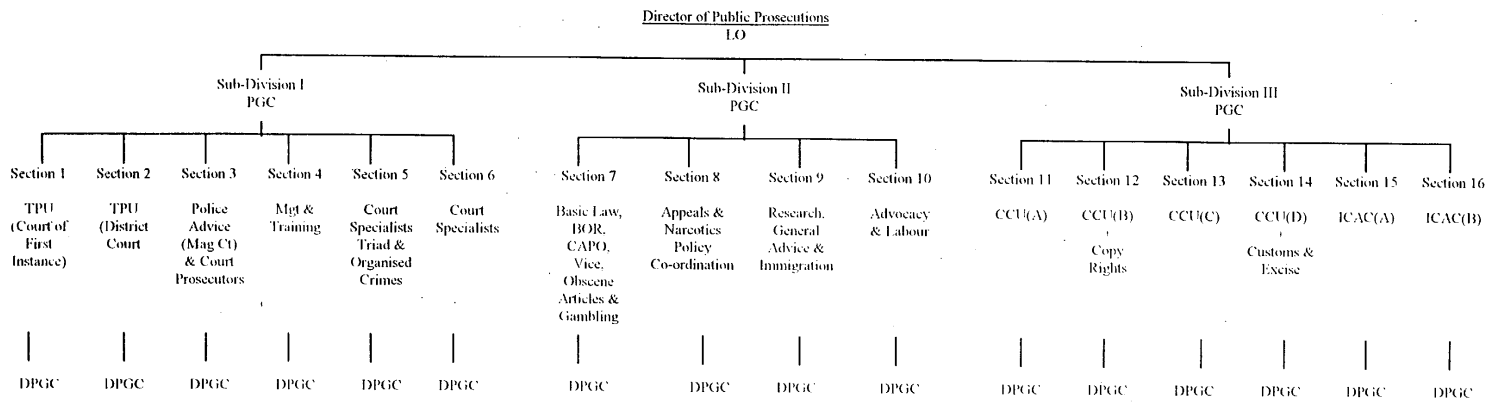 Director of Public Prosecutions
LO
Sub-Division I
PGC
Sub-Division II
PGC
Sub-Division III
PGC
Section 1
TPU
(Court of
First
Instance)
DPGC
Section 2
TPU
(District
Court
DPGC
Section 3
Police
Advice
(Mag Ct)
& Court
Prosecutors
DPGC
Section 4
Mgt &
Training
DPGC
Section 5
Court
Specialists
Triad &
Organised
Crimes
DPGC
Section 6
Court
Specialists
DPGC
Section 7
Basic Law,
BOR,
CAPO,
Vice,
Obscene
Articles &
Gambling
DPGC
Section 8
Appeals &
Narcotics
Policy
Co-ordination
DPGC
Section 9
Research,
General
Advice &
Immigration
DPGC
Section 10
Advocacy
& Labour
DPGC
Section 11
CCU(A)
DPGC
Section 12
CCU(B)
-
Copy
Rights
DPGC
Section 13
CCU(C)
DPGC
Section 14
CCU(D)
-
Customs &
Excise
DPGC
Section 15
ICAC(A)
DPGC
Section 16
ICAC(B)
DPGC